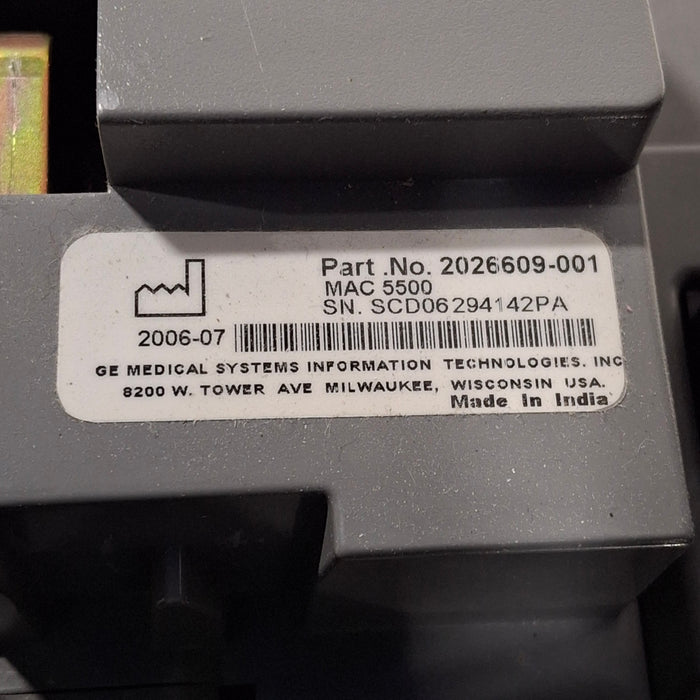 Part .No. 2026609-001
MAC 5500
SN. SCD06294142PA
2006-07
GE MEDICAL SYSTEMS INFORMATION TECHNOLOGIES. INC
8200 W. TOWER AVE MILWAUKEE, WISCONSIN USA.
Made In India